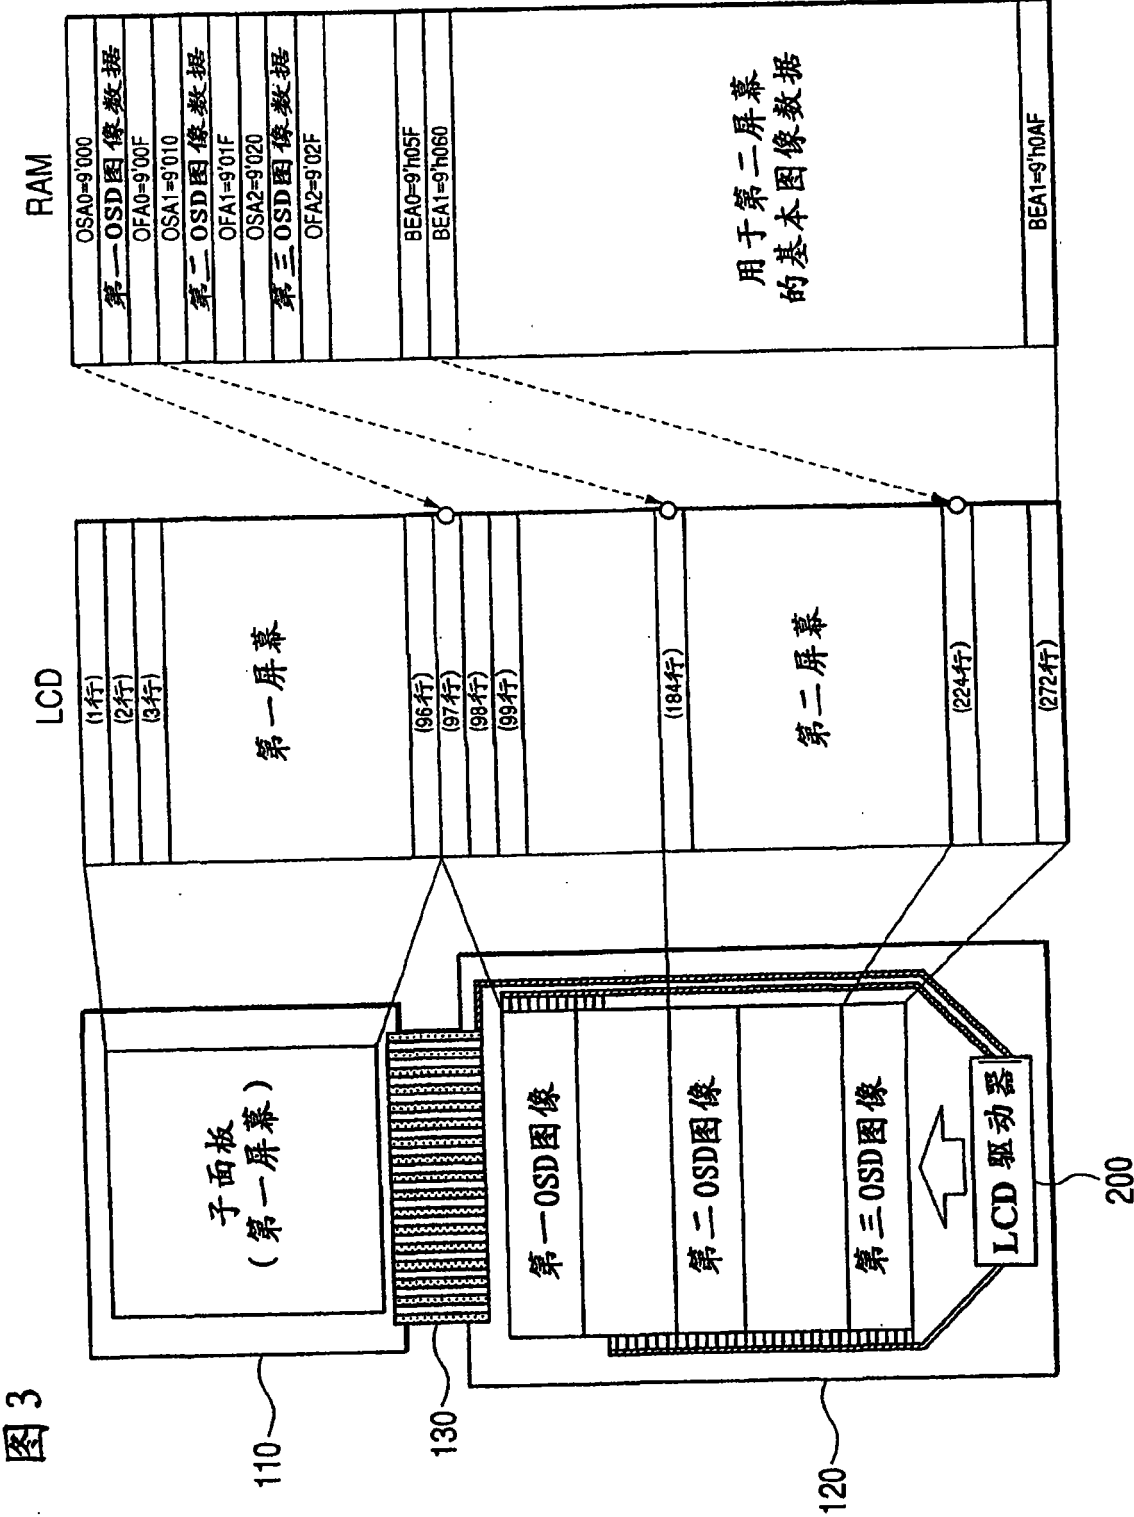 图 3
110
子面板
(第一屏幕)
130
120
第一OSD图像
第二OSD图像
第三OSD图像
LCD 驱动器
200
LCD
(1行)
(2行)
(3行)
第一屏幕
(96行)
(97行)
(98行)
(99行)
(184行)
第二屏幕
(224行)
(272行)
RAM
OSA0=9'000
第一OSD图像数据
OFA0=9'00F
OSA1=9'010
第二OSD图像数据
OFA1=9'01F
OSA2=9'020
第三OSD图像数据
OFA2=9'02F
BEA0=9'h05F
BEA1=9'h060
用于第二屏幕
的基本图像数据
BEA1=9'h0AF